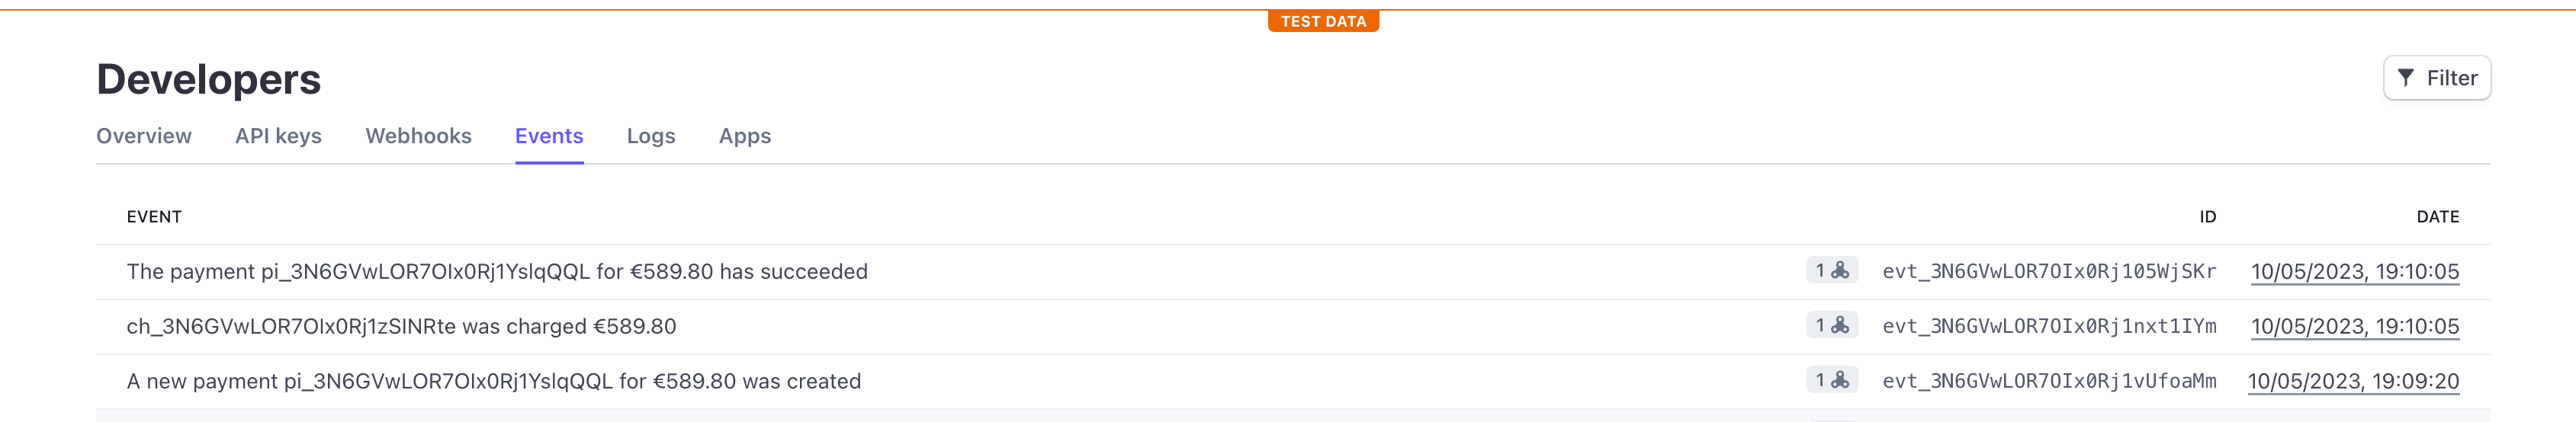 TEST DATA
Developers
Filter
Overview API keys Webhooks Events Logs Apps
EVENT ID DATE
The payment pi_3N6GVwLOR7OIx0Rj1YslqQQL for €589.80 has succeeded 1 evt_3N6GVwLOR7OIx0Rj105WjSKr 10/05/2023, 19:10:05
ch_3N6GVwLOR7OIx0Rj1zSINRte was charged €589.80 1 evt_3N6GVwLOR7OIx0Rj1nxt1IYm 10/05/2023, 19:10:05
A new payment pi_3N6GVwLOR7OIx0Rj1YslqQQL for €589.80 was created 1 evt_3N6GVwLOR7OIx0Rj1vUfoaMm 10/05/2023, 19:09:20